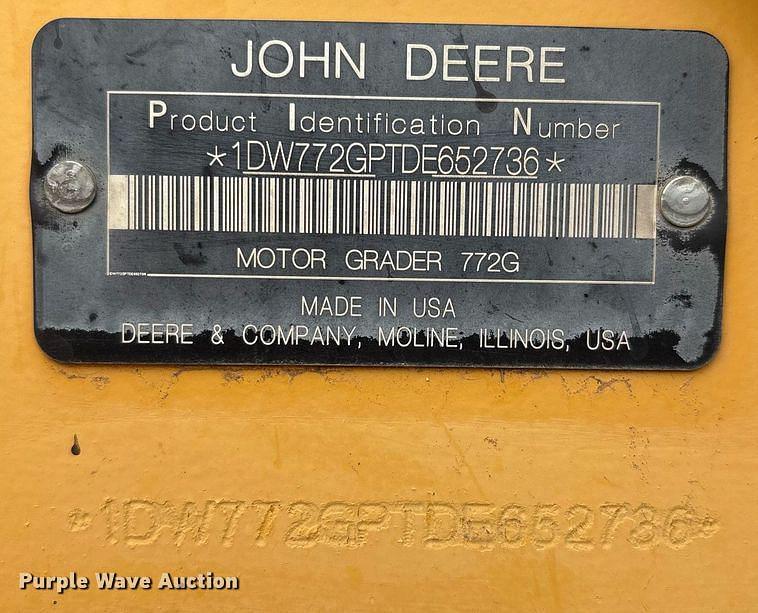 JOHN DEERE
Product Identification Number
*1DW772GPTDE652736*
MOTOR GRADER 772G
MADE IN USA
DEERE & COMPANY, MOLINE, ILLINOIS, USA
*1DW772GPTDE652736*
Purple Wave Auction